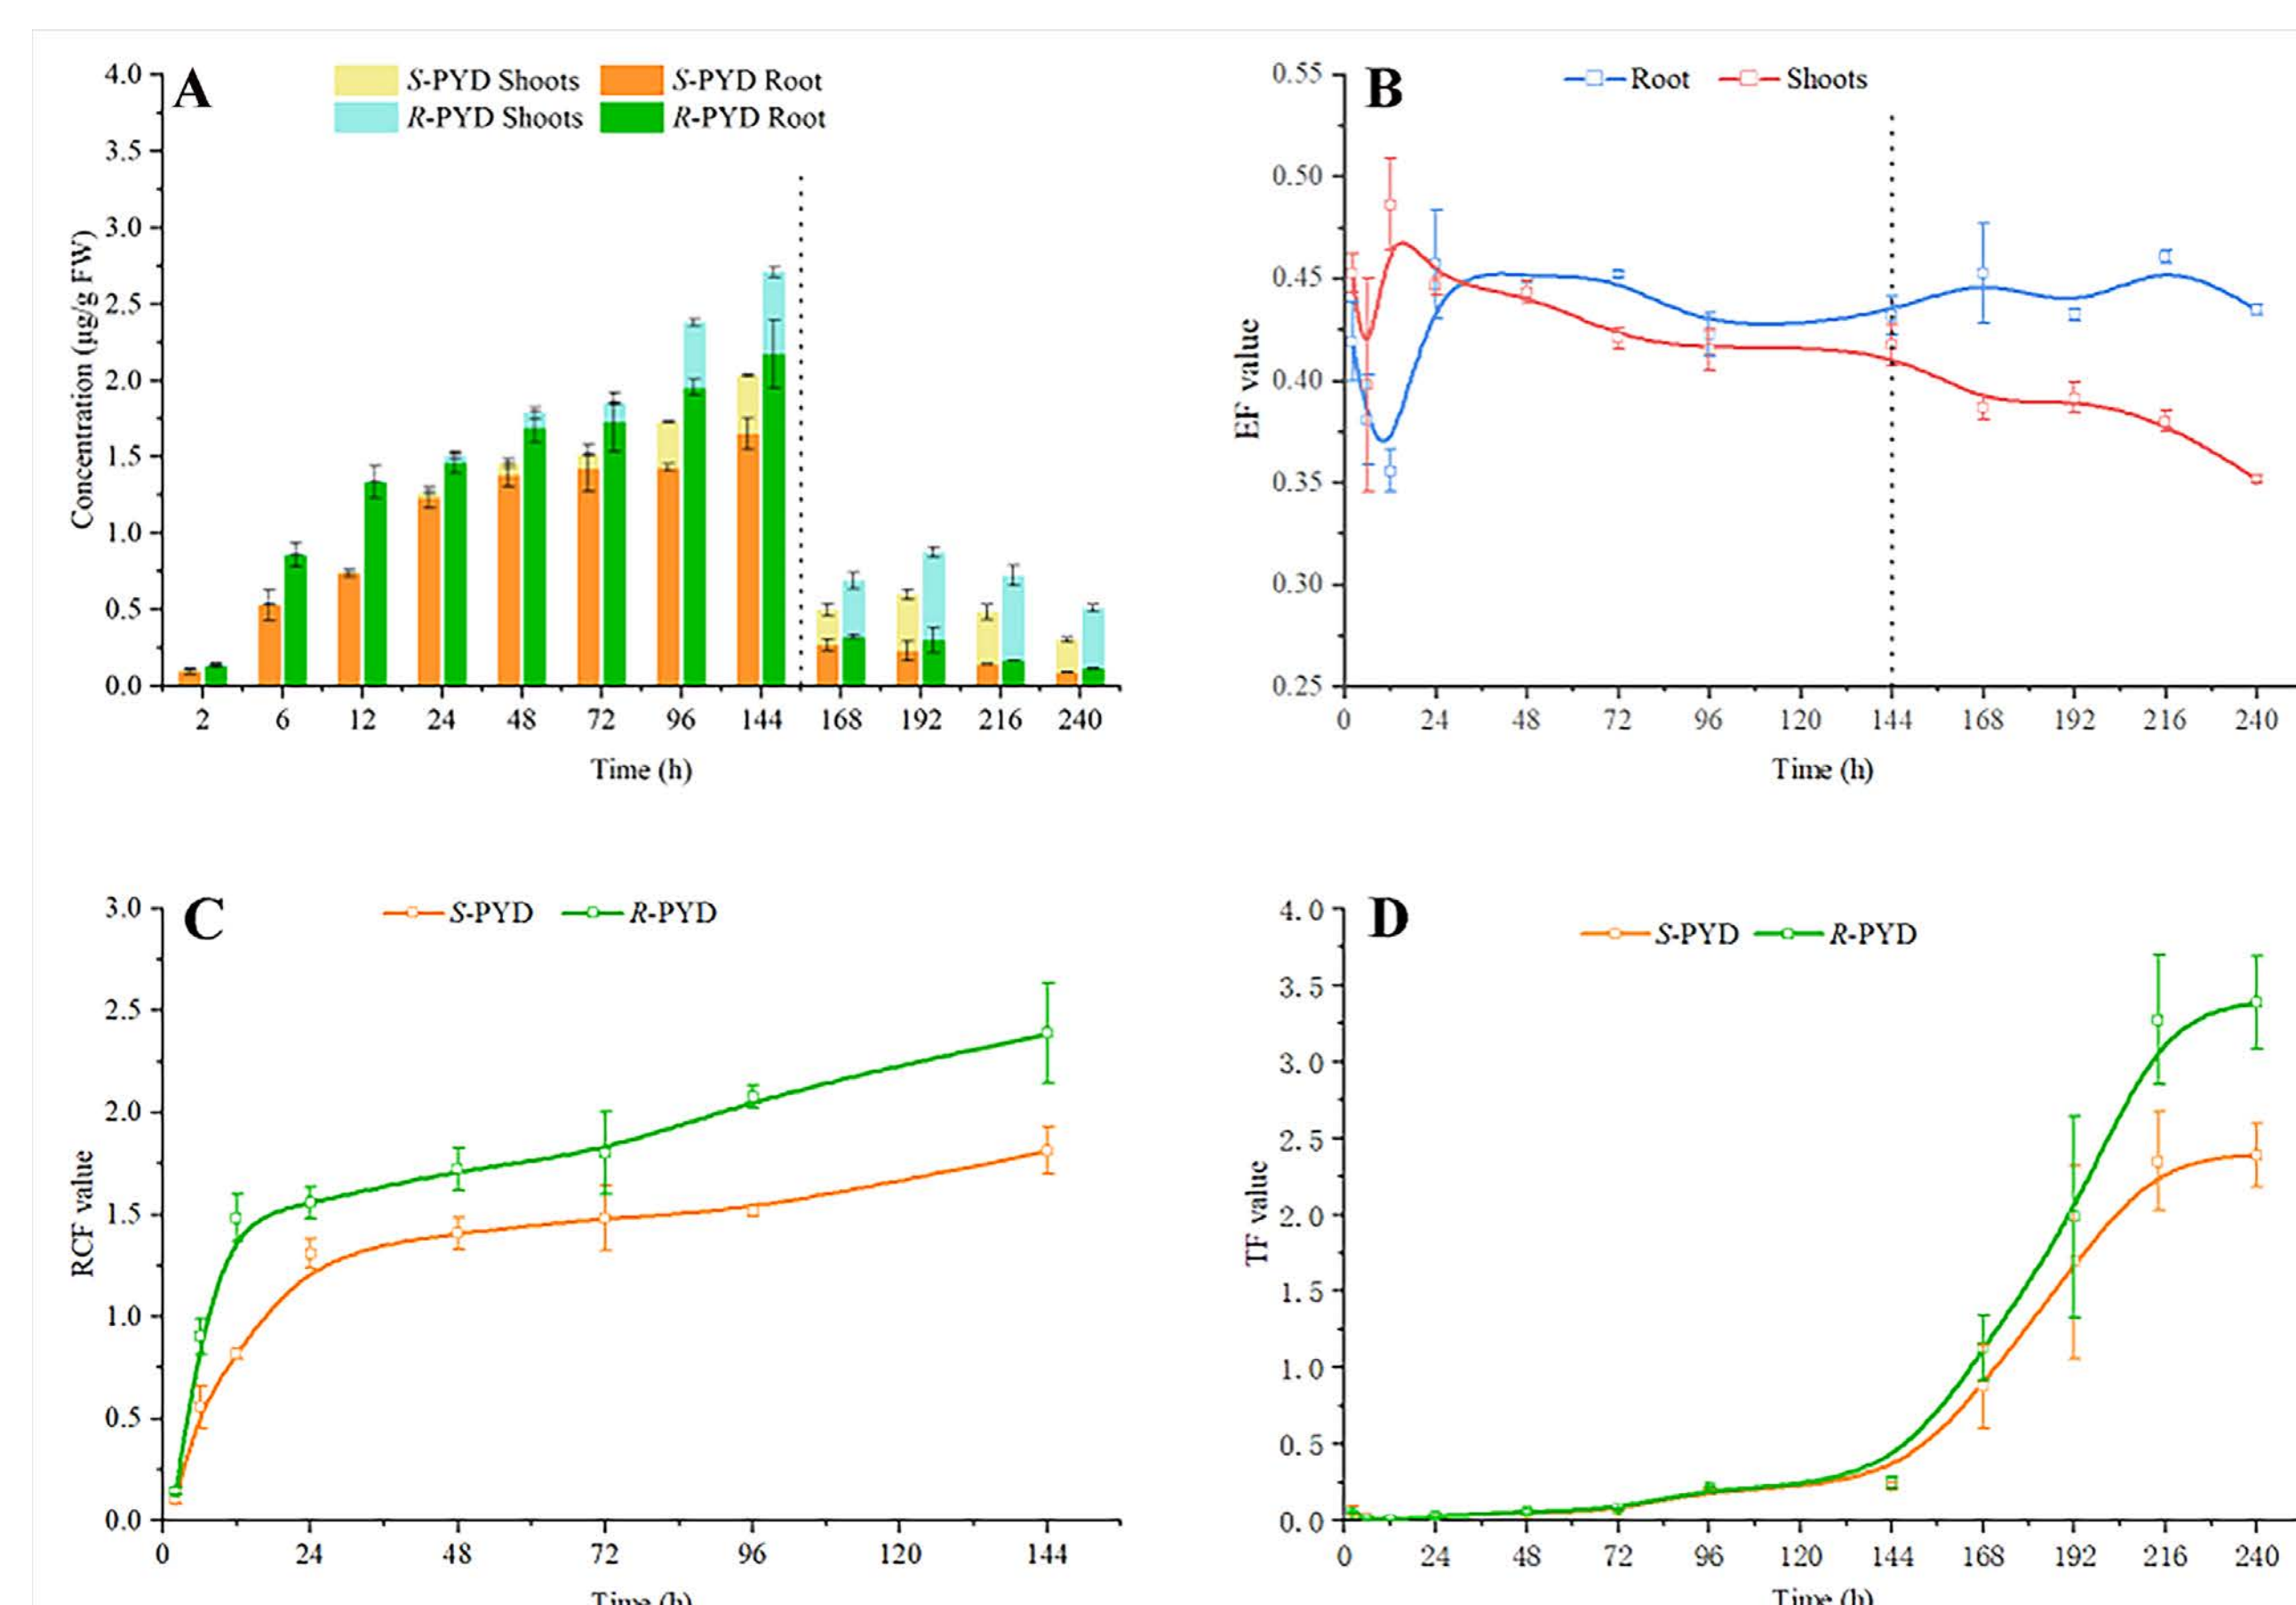 A
S-PYD Shoots
S-PYD Root
R-PYD Shoots
R-PYD Root
4.0
3.5
3.0
2.5
2.0
1.5
1.0
0.5
0.0
Concentration (μg/g FW)
2 6 12 24 48 72 96 144 168 192 216 240
Time (h)
B
Root
Shoots
0.55
0.50
0.45
0.40
0.35
0.30
0.25
EF value
0 24 48 72 96 120 144 168 192 216 240
Time (h)
C
S-PYD
R-PYD
3.0
2.5
2.0
1.5
1.0
0.5
0.0
RCF value
0 24 48 72 96 120 144
Time (h)
D
S-PYD
R-PYD
4.0
3.5
3.0
2.5
2.0
1.5
1.0
0.5
0.0
TF value
0 24 48 72 96 120 144 168 192 216 240
Time (h)